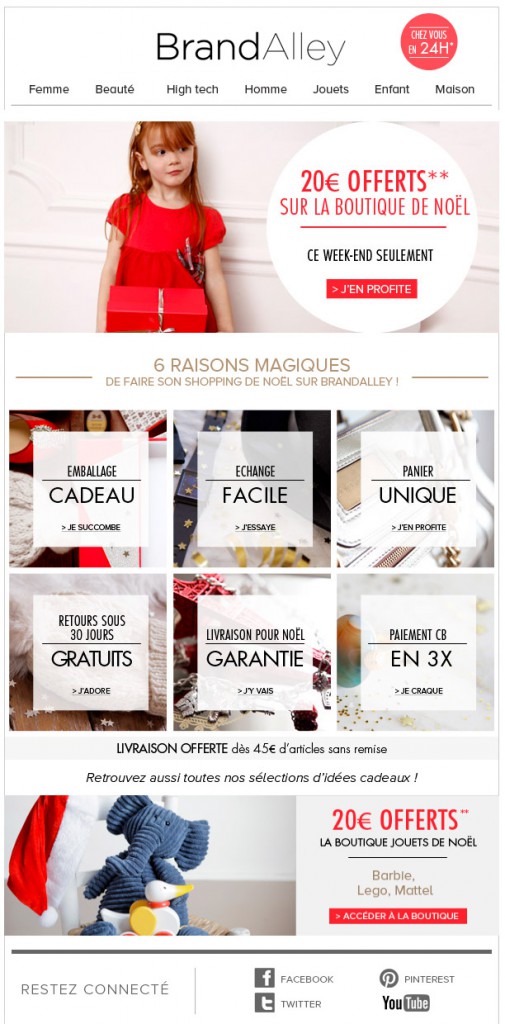 BrandAlley
CHEZ VOUS
EN 24H*
Femme Beauté High tech Homme Jouets Enfant Maison
20€ OFFERTS**
SUR LA BOUTIQUE DE NOËL
CE WEEK-END SEULEMENT
> J'EN PROFITE
6 RAISONS MAGIQUES
DE FAIRE SON SHOPPING DE NOËL SUR BRANDALLEY !
EMBALLAGE
CADEAU
> JE SUCCOMBE
ECHANGE
FACILE
> J'ESSAYE
PANIER
UNIQUE
> J'EN PROFITE
RETOURS SOUS
30 JOURS
GRATUITS
> J'ADORE
LIVRAISON POUR NOËL
GARANTIE
> J'Y VAIS
PAIEMENT CB
EN 3X
> JE CRAQUE
LIVRAISON OFFERTE dès 45€ d'articles sans remise
Retrouvez aussi toutes nos sélections d'idées cadeaux !
20€ OFFERTS**
LA BOUTIQUE JOUETS DE NOËL
Barbie,
Lego, Mattel
> ACCÉDER À LA BOUTIQUE
RESTEZ CONNECTÉ
FACEBOOK
PINTEREST
TWITTER
YouTube